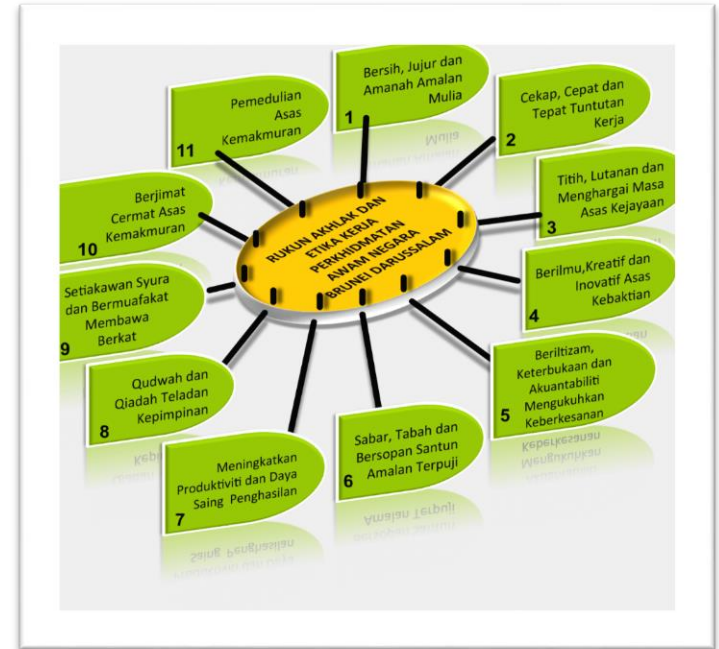 RUKUN AKHLAK DAN
ETIKA KERJA
PERKHIDMATAN
AWAM NEGARA
BRUNEI DARUSSALAM
Bersih, Jujur dan
Amanah Amalan
Mulia
1
Cekap, Cepat dan
Tepat Tuntutan
Kerja
2
Titih, Lutanan dan
Menghargai Masa
Asas Kejayaan
3
Berilmu,Kreatif dan
Inovatif Asas
Kebaktian
4
Beriltizam,
Keterbukaan dan
Akuantabiliti
Mengukuhkan
Keberkesanan
5
Sabar, Tabah dan
Bersopan Santun
Amalan Terpuji
6
Meningkatkan
Produktiviti dan Daya
Saing Penghasilan
7
Qudwah dan
Qiadah Teladan
Kepimpinan
8
Setiakawan Syura
dan Bermuafakat
Membawa
Berkat
9
Berjimat
Cermat Asas
Kemakmuran
10
Pemedulian
Asas
Kemakmuran
11